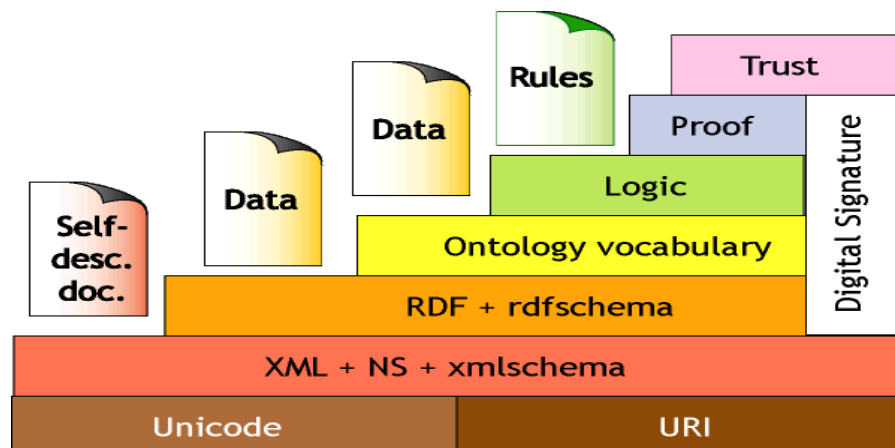 Rules
Trust
Data
Proof
Data
Logic
Self-
desc.
doc.
Ontology vocabulary
Digital Signature
RDF + rdfschema
XML + NS + xmlschema
Unicode
URI